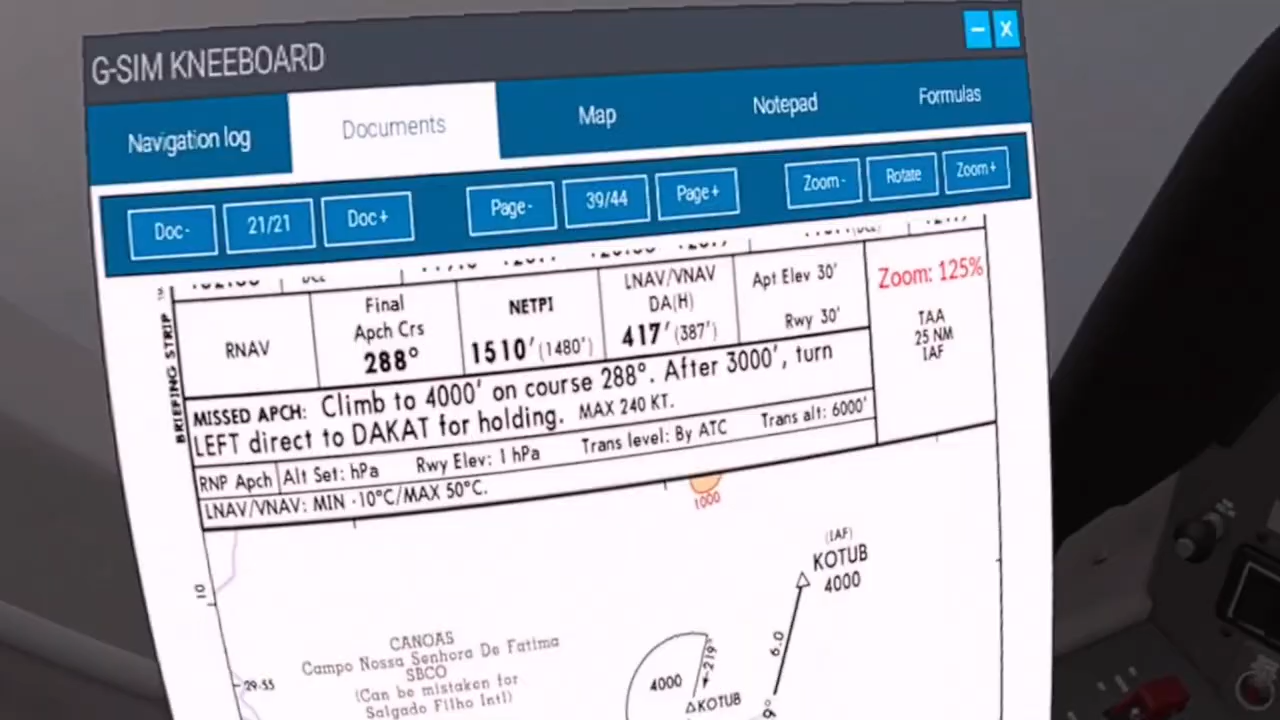 G-SIM KNEEBOARD
Navigation log
Documents
Map
Notepad
Formulas
Doc-
21/21
Doc+
Page-
39/44
Page+
Zoom-
Rotate
Zoom+
Zoom: 125%
BRIEFING STRIP
RNAV
Final
Apch Crs
288°
NETPI
1510' (1480')
LNAV/VNAV
DA(H)
417' (387')
Apt Elev 30'
Rwy 30'
TAA
25 NM
IAF
MISSED APCH: Climb to 4000' on course 288°. After 3000', turn
LEFT direct to DAKAT for holding. MAX 240 KT.
RNP Apch Alt Set: hPa Rwy Elev: 1 hPa Trans level: By ATC Trans alt: 6000'
LNAV/VNAV: MIN -10°C/MAX 50°C.
1000
(IAF)
KOTUB
4000
10
6.0
CANOAS
Campo Nossa Senhora De Fatima
SBCO
(Can be mistaken for
Salgado Filho Intl)
29-55
4000
219°
KOTUB